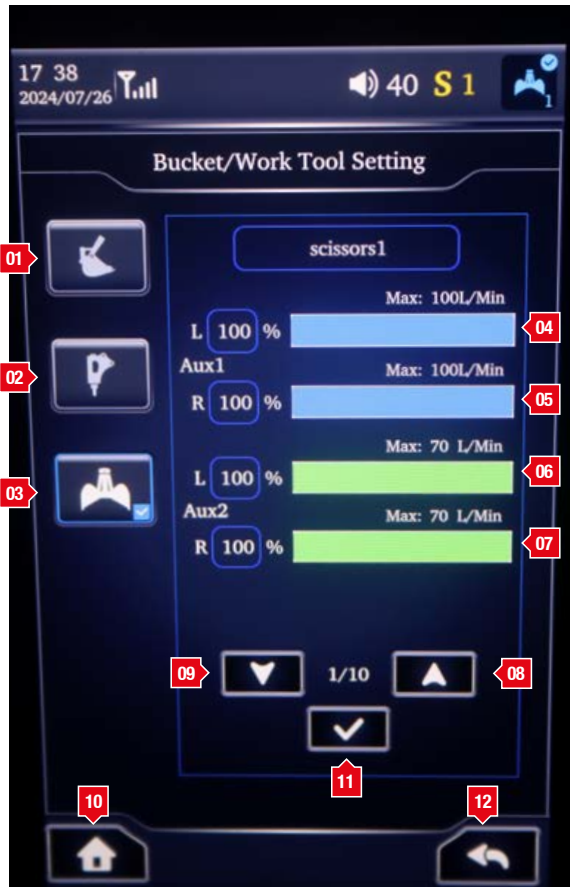 17 38
2024/07/26
40 S 1
1
Bucket/Work Tool Setting
01
scissors1
Max: 100L/Min
L 100 %
04
02
Aux1
Max: 100L/Min
R 100 %
05
03
Max: 70 L/Min
L 100 %
06
Aux2
Max: 70 L/Min
R 100 %
07
09
1/10
08
11
10
12